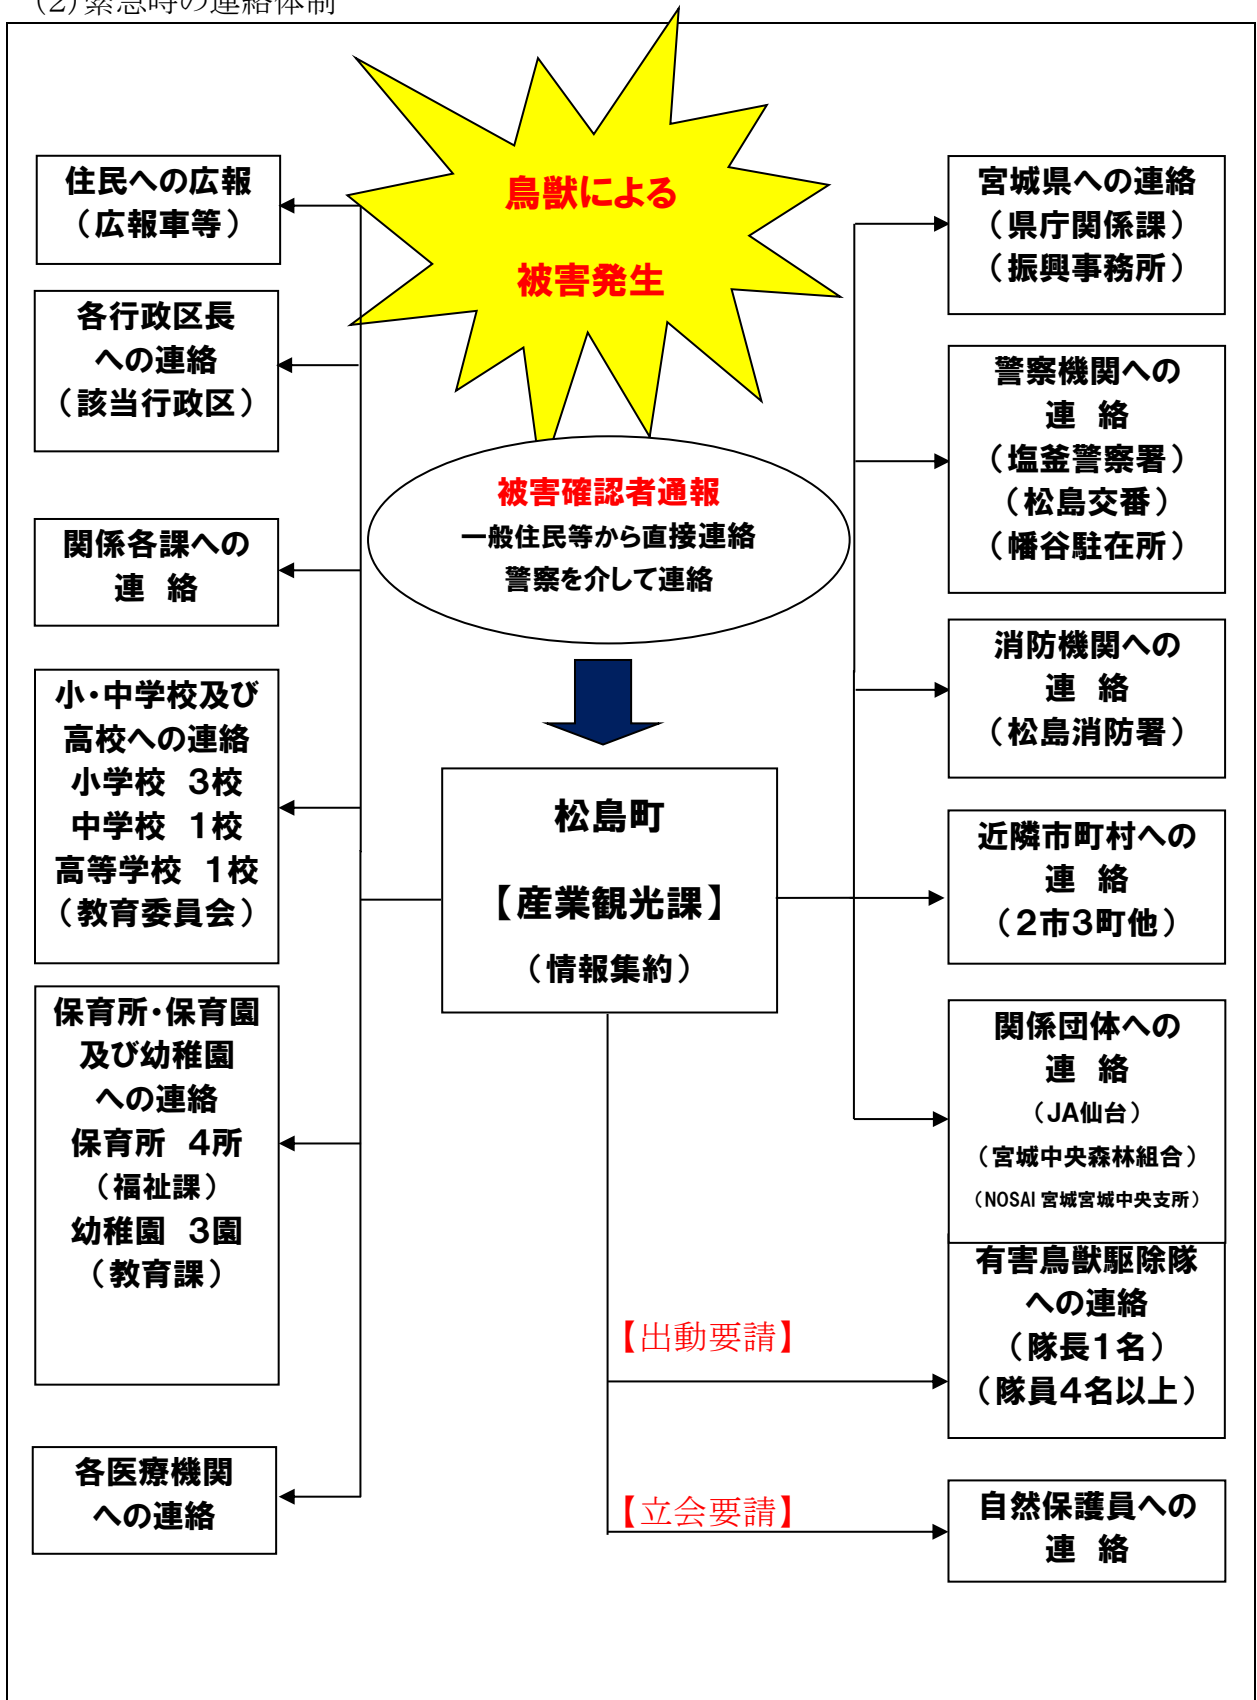 (2)緊急時の連絡体制
鳥獣による
被害発生
被害確認者通報
一般住民等から直接連絡
警察を介して連絡
松島町
【産業観光課】
（情報集約）
住民への広報
（広報車等）
各行政区長
への連絡
（該当行政区）
関係各課への
連　絡
小・中学校及び
高校への連絡
小学校　3校
中学校　1校
高等学校　1校
（教育委員会）
保育所・保育園
及び幼稚園
への連絡
保育所　4所
（福祉課）
幼稚園　3園
（教育課）
各医療機関
への連絡
宮城県への連絡
（県庁関係課）
（振興事務所）
警察機関への
連　絡
（塩釜警察署）
（松島交番）
（幡谷駐在所）
消防機関への
連　絡
（松島消防署）
近隣市町村への
連　絡
（2市3町他）
関係団体への
連　絡
（JA仙台）
（宮城中央森林組合）
（NOSAI 宮城宮城中央支所）
【出動要請】
有害鳥獣駆除隊
への連絡
（隊長1名）
（隊員4名以上）
【立会要請】
自然保護員への
連　絡